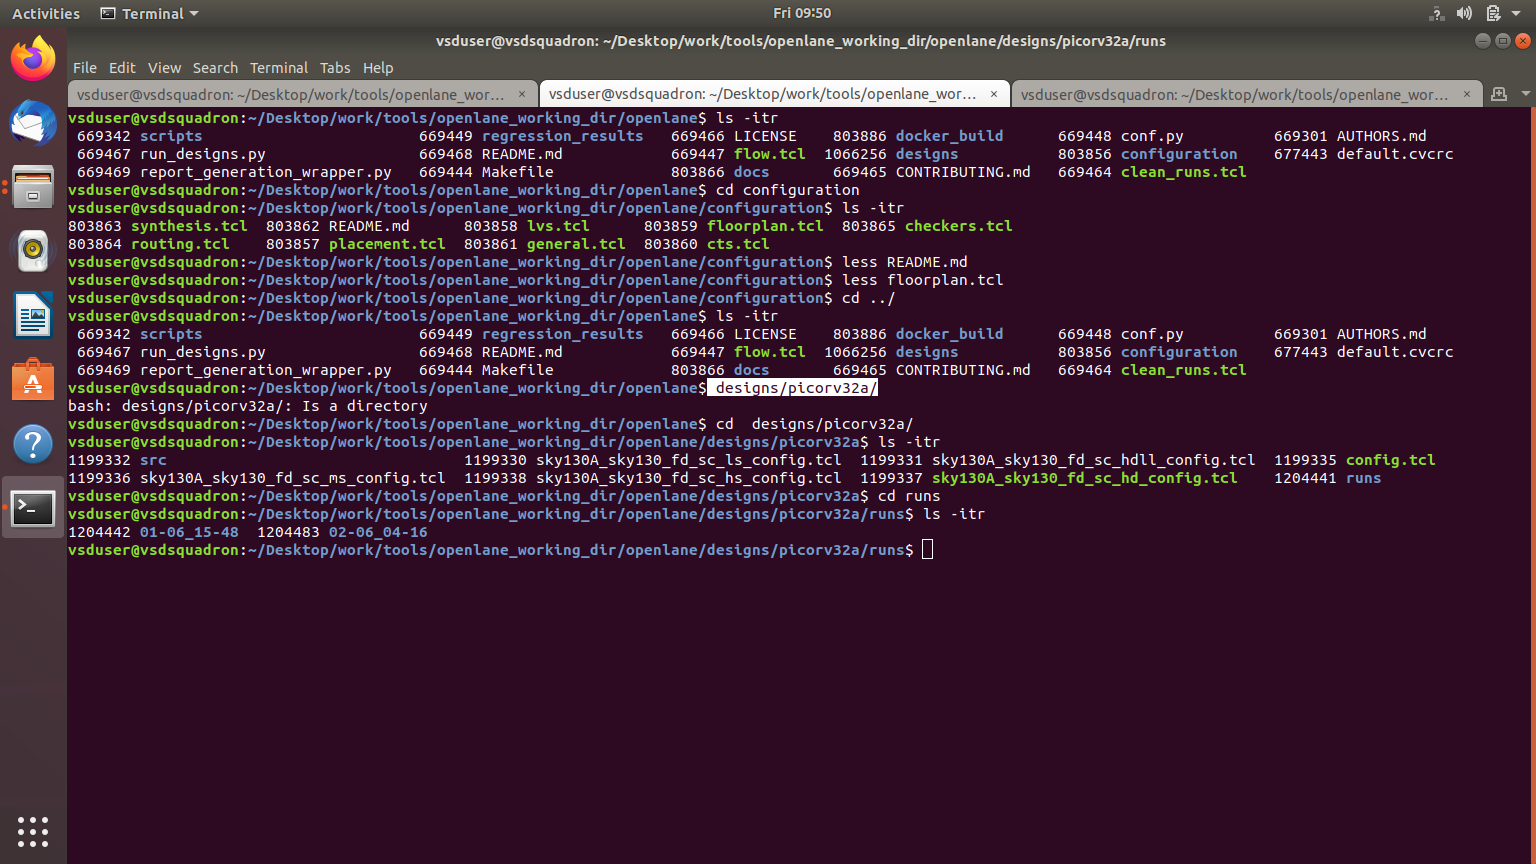 Activities Terminal Fri 09:50
vsduser@vsdsquadron: ~/Desktop/work/tools/openlane_working_dir/openlane/designs/picorv32a/runs
File Edit View Search Terminal Tabs Help
vsduser@vsdsquadron: ~/Desktop/work/tools/openlane_wor... × vsduser@vsdsquadron: ~/Desktop/work/tools/openlane_wor... × vsduser@vsdsquadron: ~/Desktop/work/tools/openlane_wor... ×
vsduser@vsdsquadron:~/Desktop/work/tools/openlane_working_dir/openlane$ ls -itr
669342 scripts 669449 regression_results 669466 LICENSE 803886 docker_build 669448 conf.py 669301 AUTHORS.md
669467 run_designs.py 669468 README.md 669447 flow.tcl 1066256 designs 803856 configuration 677443 default.cvcrc
669469 report_generation_wrapper.py 669444 Makefile 803866 docs 669465 CONTRIBUTING.md 669464 clean_runs.tcl
vsduser@vsdsquadron:~/Desktop/work/tools/openlane_working_dir/openlane$ cd configuration
vsduser@vsdsquadron:~/Desktop/work/tools/openlane_working_dir/openlane/configuration$ ls -itr
803863 synthesis.tcl 803862 README.md 803858 lvs.tcl 803859 floorplan.tcl 803865 checkers.tcl
803864 routing.tcl 803857 placement.tcl 803861 general.tcl 803860 cts.tcl
vsduser@vsdsquadron:~/Desktop/work/tools/openlane_working_dir/openlane/configuration$ less README.md
vsduser@vsdsquadron:~/Desktop/work/tools/openlane_working_dir/openlane/configuration$ less floorplan.tcl
vsduser@vsdsquadron:~/Desktop/work/tools/openlane_working_dir/openlane/configuration$ cd ../
vsduser@vsdsquadron:~/Desktop/work/tools/openlane_working_dir/openlane$ ls -itr
669342 scripts 669449 regression_results 669466 LICENSE 803886 docker_build 669448 conf.py 669301 AUTHORS.md
669467 run_designs.py 669468 README.md 669447 flow.tcl 1066256 designs 803856 configuration 677443 default.cvcrc
669469 report_generation_wrapper.py 669444 Makefile 803866 docs 669465 CONTRIBUTING.md 669464 clean_runs.tcl
vsduser@vsdsquadron:~/Desktop/work/tools/openlane_working_dir/openlane$ designs/picorv32a/
bash: designs/picorv32a/: Is a directory
vsduser@vsdsquadron:~/Desktop/work/tools/openlane_working_dir/openlane$ cd  designs/picorv32a/
vsduser@vsdsquadron:~/Desktop/work/tools/openlane_working_dir/openlane/designs/picorv32a$ ls -itr
1199332 src 1199330 sky130A_sky130_fd_sc_ls_config.tcl 1199331 sky130A_sky130_fd_sc_hdll_config.tcl 1199335 config.tcl
1199336 sky130A_sky130_fd_sc_ms_config.tcl 1199338 sky130A_sky130_fd_sc_hs_config.tcl 1199337 sky130A_sky130_fd_sc_hd_config.tcl 1204441 runs
vsduser@vsdsquadron:~/Desktop/work/tools/openlane_working_dir/openlane/designs/picorv32a$ cd runs
vsduser@vsdsquadron:~/Desktop/work/tools/openlane_working_dir/openlane/designs/picorv32a/runs$ ls -itr
1204442 01-06_15-48 1204483 02-06_04-16
vsduser@vsdsquadron:~/Desktop/work/tools/openlane_working_dir/openlane/designs/picorv32a/runs$